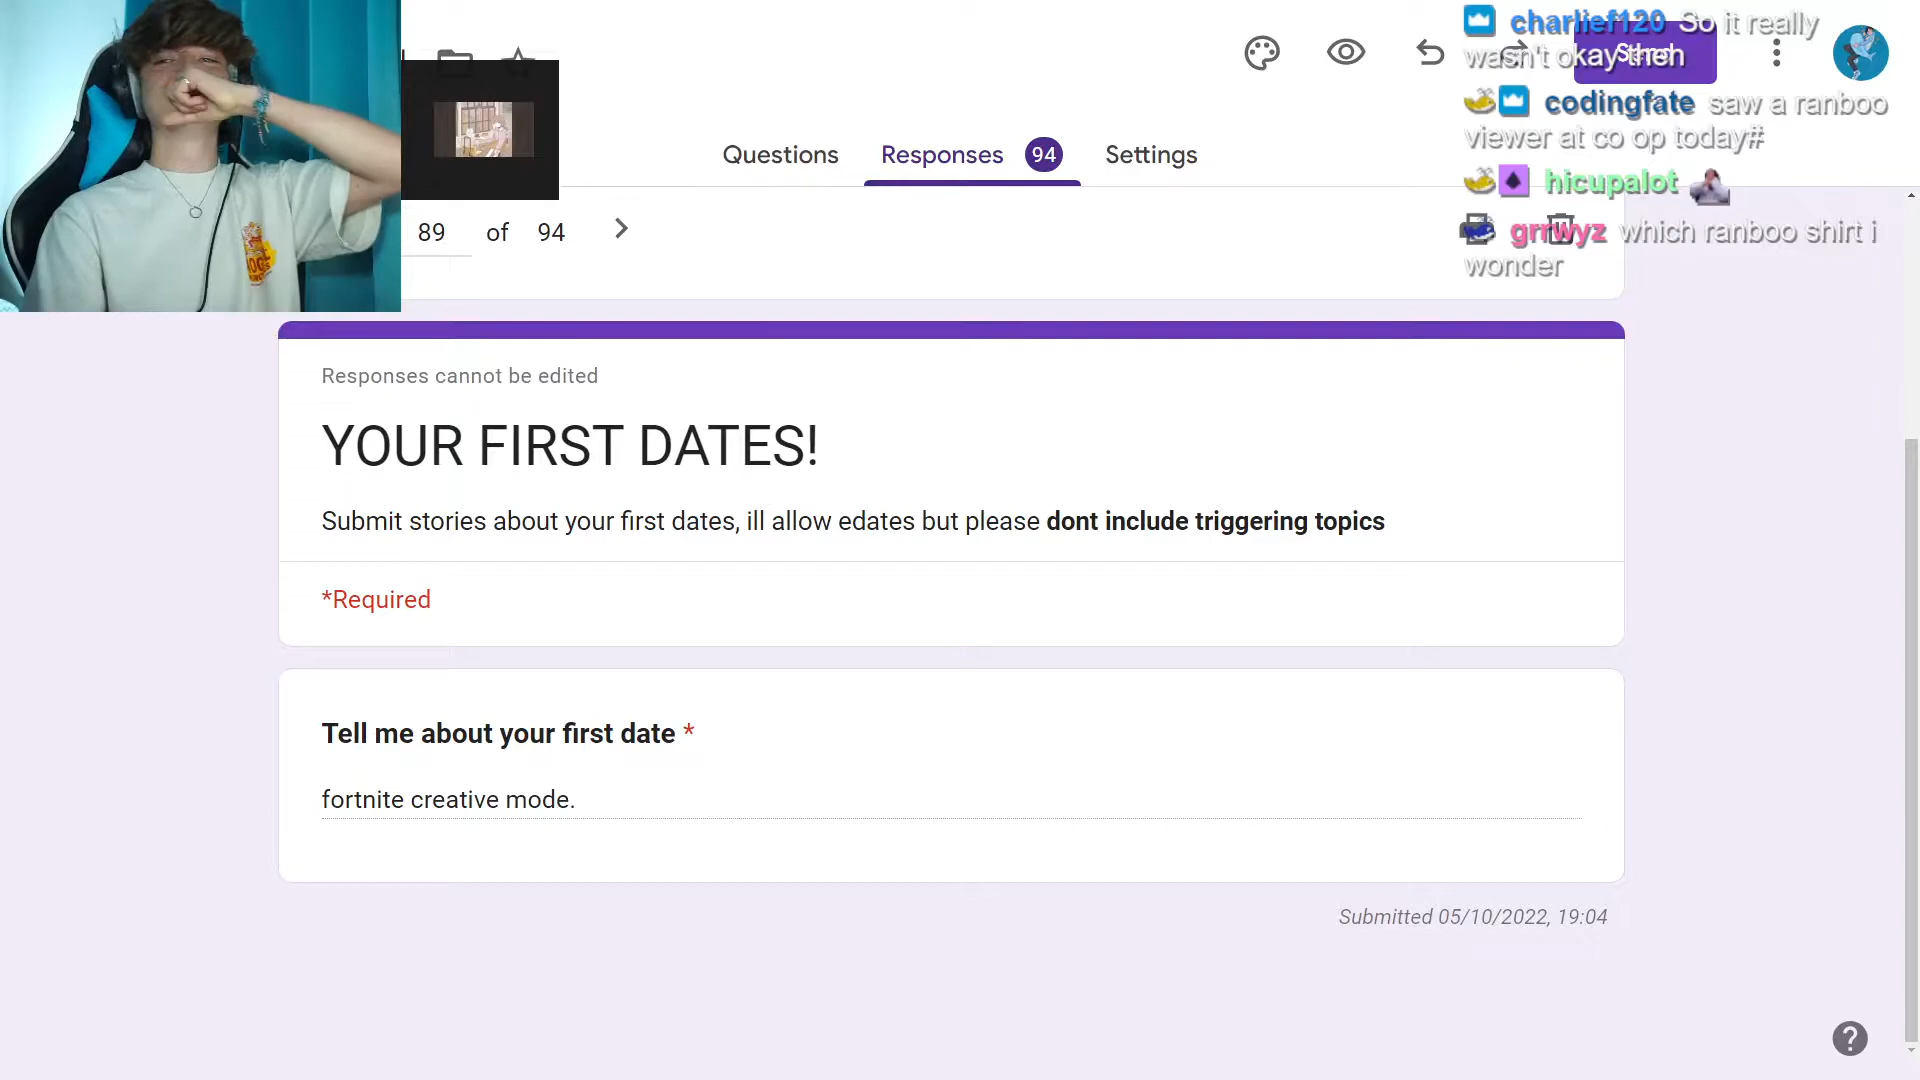 charlief120 So it really
wasn't okay then
Send
codingfate saw a ranboo
viewer at co op today#
Questions
Responses 94
Settings
hicupalot
89 of 94
grrwyz which ranboo shirt i
wonder
Responses cannot be edited
YOUR FIRST DATES!
Submit stories about your first dates, ill allow edates but please dont include triggering topics
*Required
Tell me about your first date *
fortnite creative mode.
Submitted 05/10/2022, 19:04